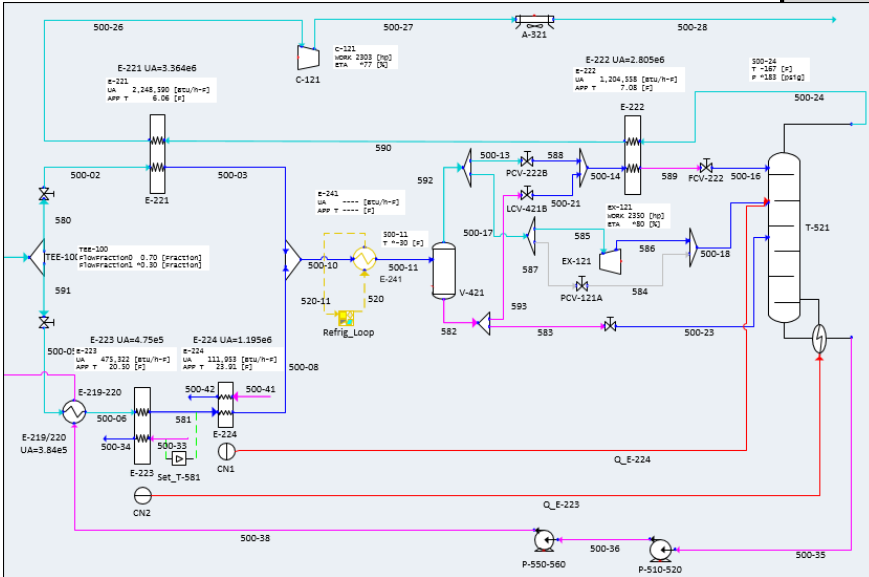 500-26
500-27
500-28
A-321
C-121
WORK 2303 [hp]
ETA *77 [%]
C-121
E-221 UA=3.364e6
E-221
UA 2,248,590 [Btu/h-F]
APP T 6.06 [F]
E-222 UA=2.805e6
E-222
UA 1,204,538 [Btu/h-F]
APP T 7.08 [F]
500-24
T -167 [F]
P *183 [psig]
500-24
E-222
590
500-02
500-03
E-221
592
500-13
588
PCV-222B
500-14
589
FCV-222
500-16
LCV-421B
500-21
580
E-241
UA ---- [Btu/h-F]
APP T ---- [F]
500-11
T *-30 [F]
EX-121
WORK 2350 [hp]
ETA *80 [%]
T-521
TEE-100
TEE-100
FlowFraction0 0.70 [Fraction]
FlowFraction1 *0.30 [Fraction]
500-17
585
586
500-10
500-11
E-241
587
EX-121
500-18
591
V-421
PCV-121A
584
520-11
520
593
Refrig_Loop
582
583
500-23
500-05
E-223 UA=4.75e5
E-223
UA 473,322 [Btu/h-F]
APP T 20.50 [F]
E-224 UA=1.195e6
E-224
UA 111,953 [Btu/h-F]
APP T 23.91 [F]
500-08
E-219-220
500-42
500-41
500-06
581
E-224
E-219/220
UA=3.84e5
500-34
500-33
E-223
Set_T-581
CN1
Q_E-224
CN2
Q_E-223
500-38
500-36
500-35
P-550-560
P-510-520